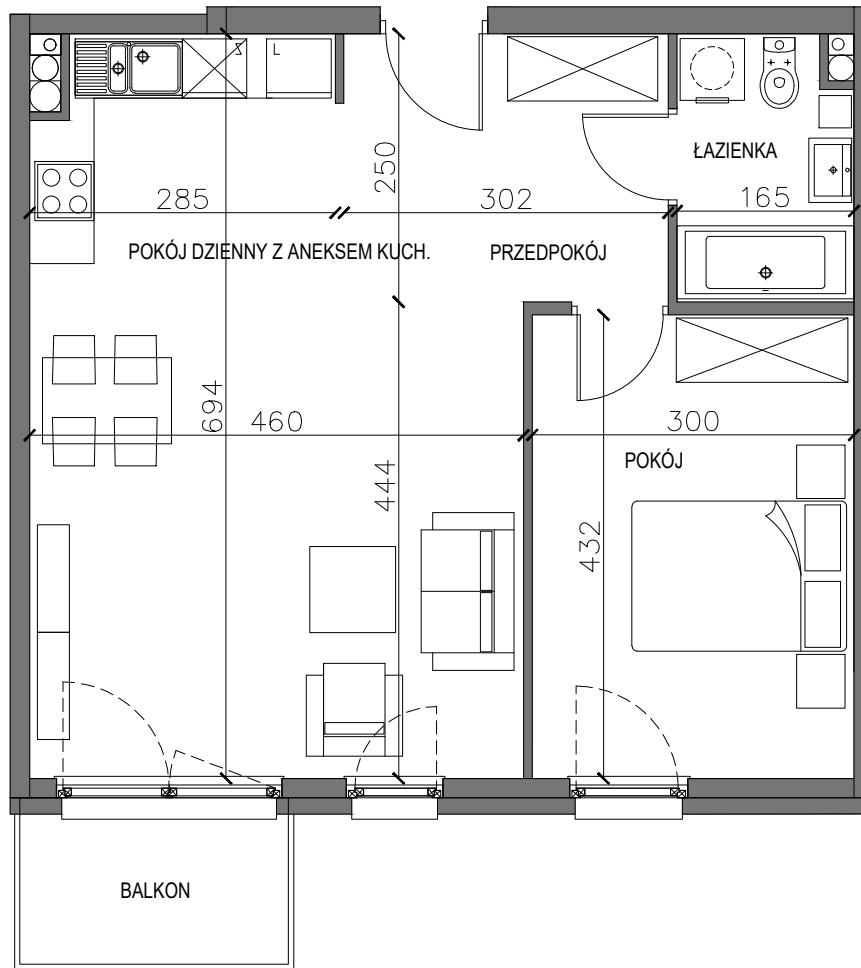 L
ŁAZIENKA
250
285
302
165
POKÓJ DZIENNY Z ANEKSEM KUCH.
PRZEDPOKÓJ
694
460
300
444
POKÓJ
432
BALKON